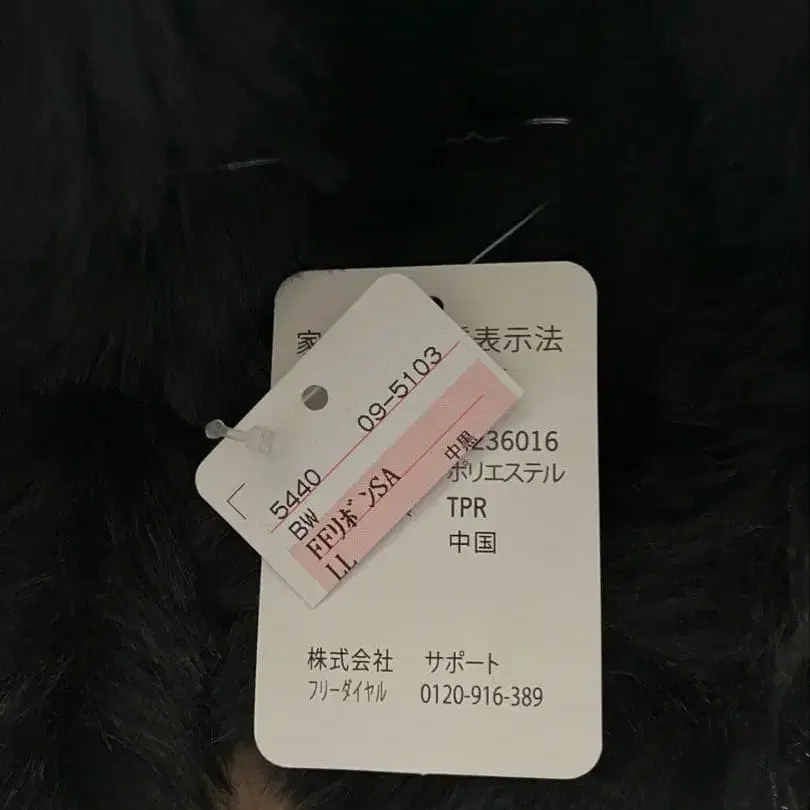 家
表示法
09-5103
5440
BW
中黒
FFリボンSA
LL
236016
ポリエステル
TPR
中国
株式会社 サポート
フリーダイヤル 0120-916-389